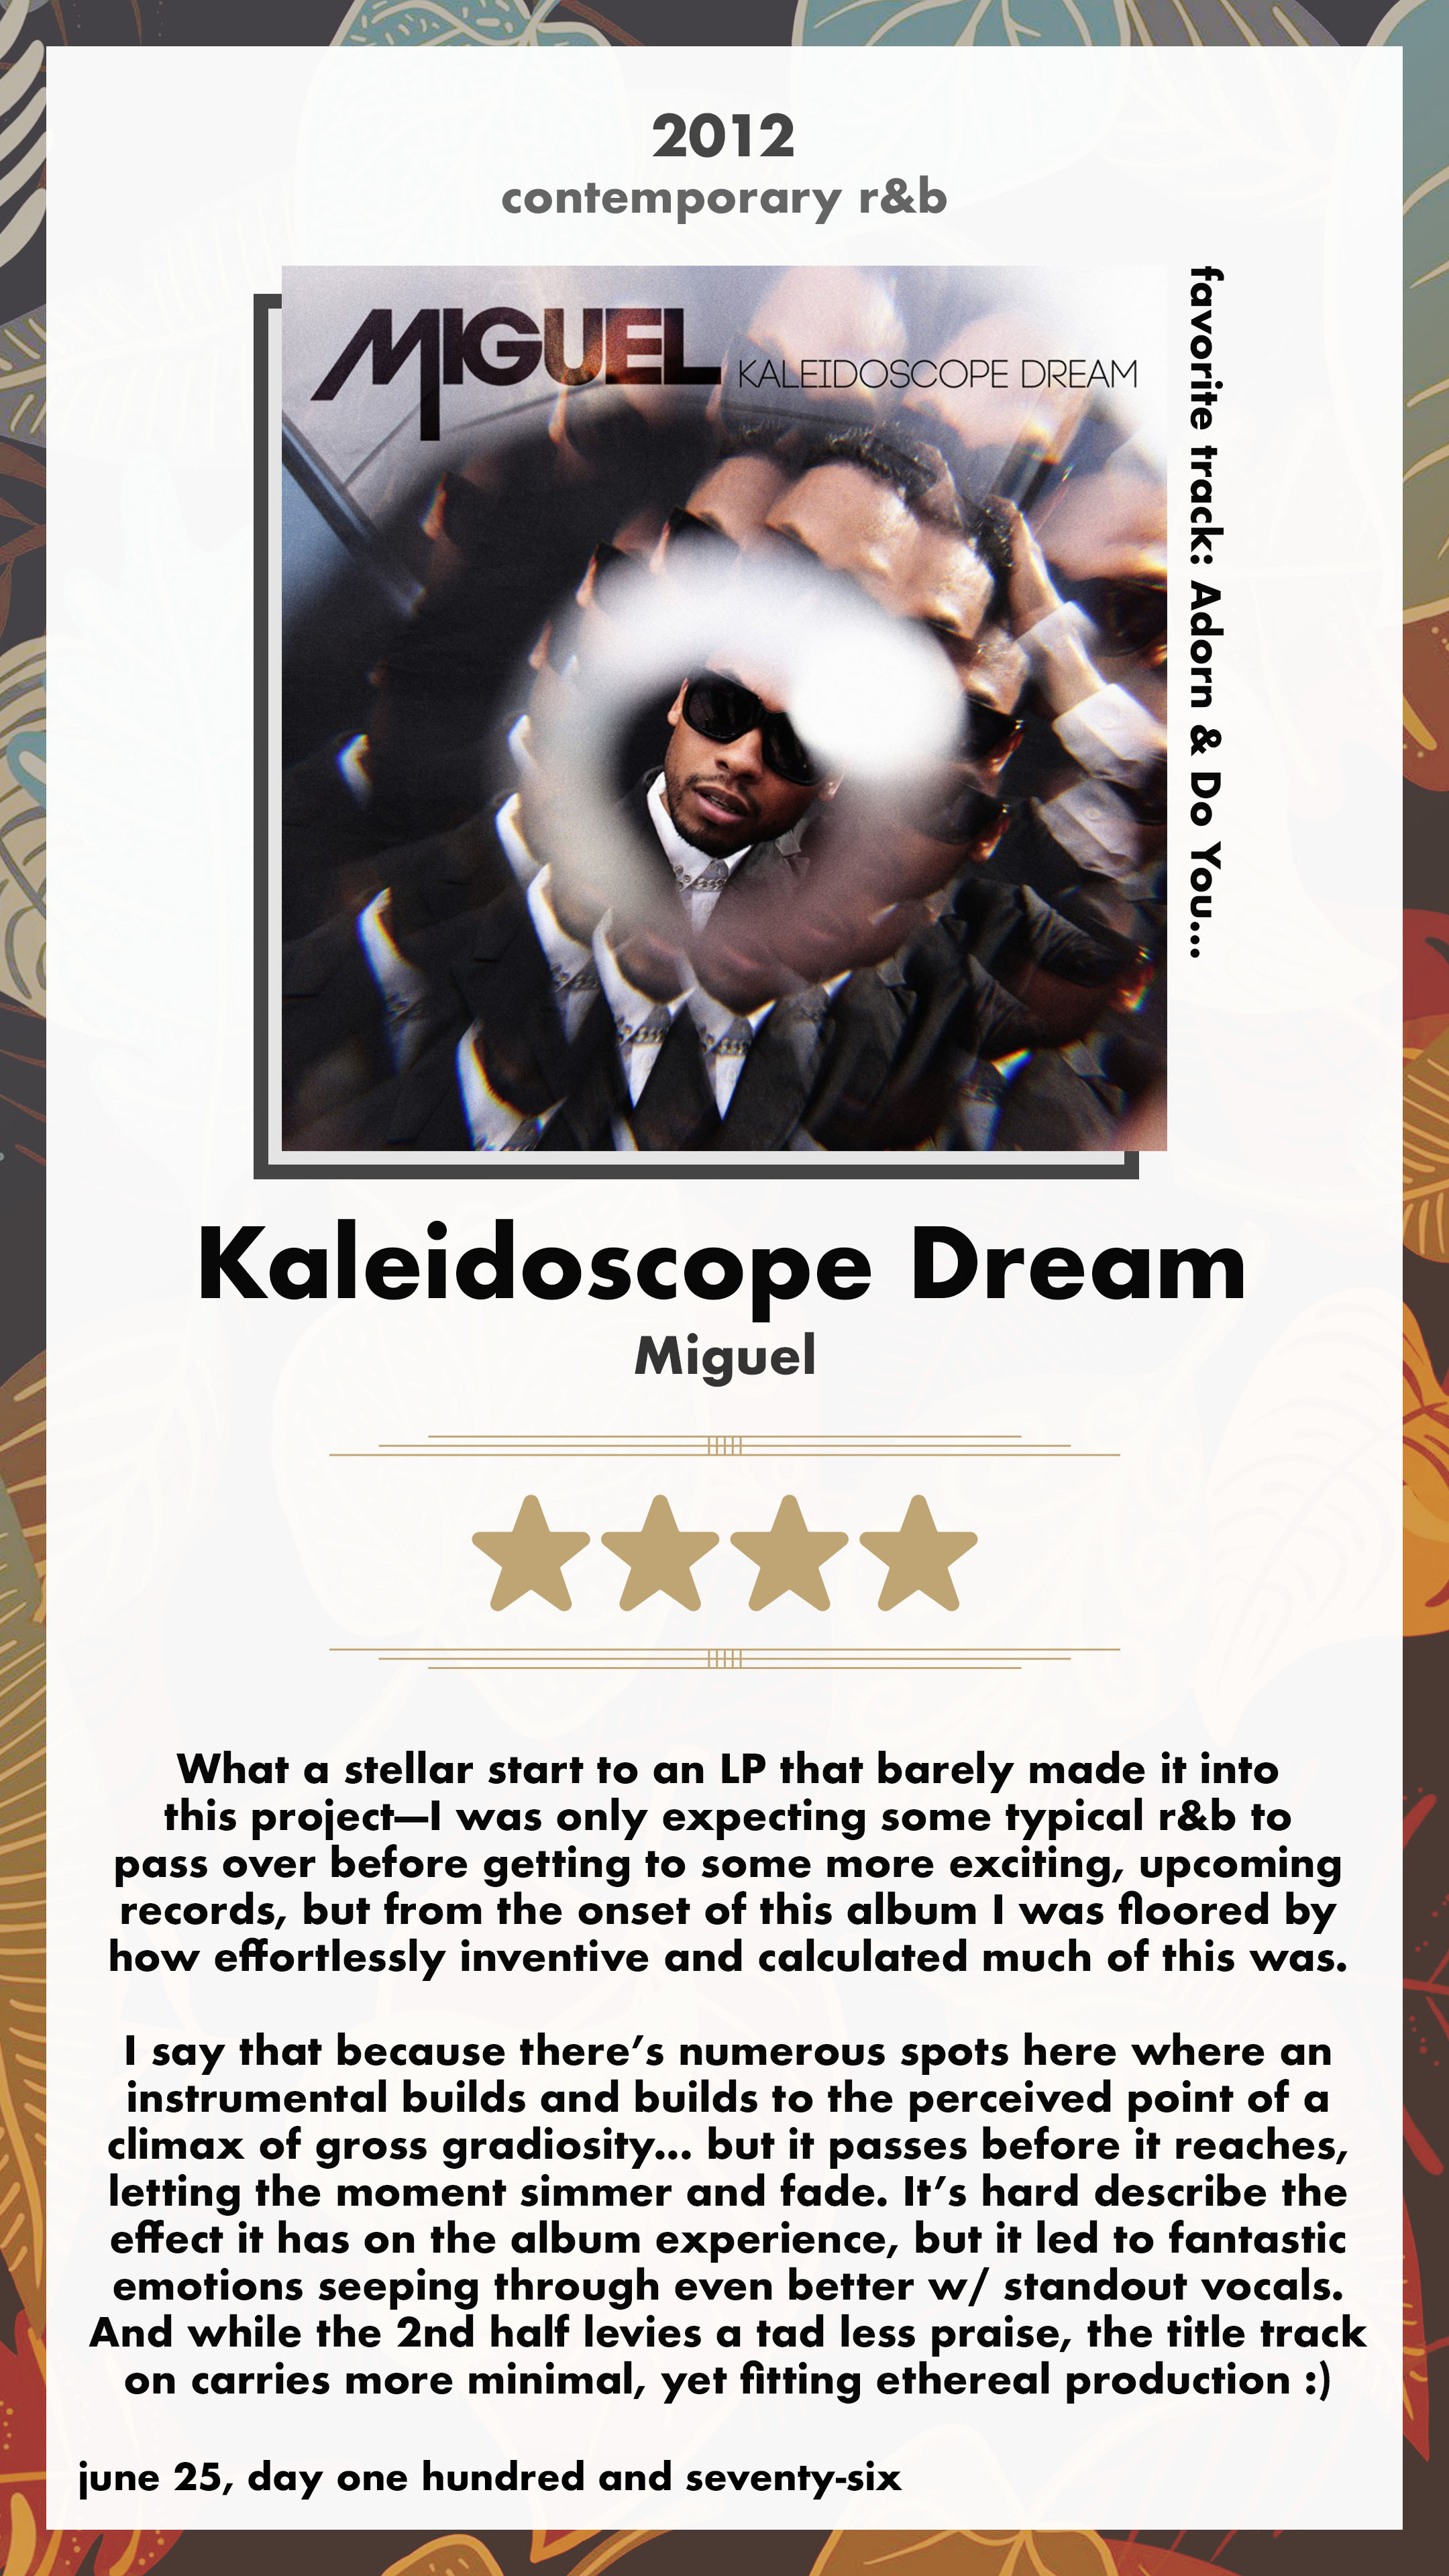 2012
contemporary r&b
MIGUEL KALEIDOSCOPE DREAM
favorite track: Adorn & Do You...
Kaleidoscope Dream
Miguel
What a stellar start to an LP that barely made it into
this project—I was only expecting some typical r&b to
pass over before getting to some more exciting, upcoming
records, but from the onset of this album I was floored by
how effortlessly inventive and calculated much of this was.
I say that because there’s numerous spots here where an
instrumental builds and builds to the perceived point of a
climax of gross gradiosity... but it passes before it reaches,
letting the moment simmer and fade. It’s hard describe the
effect it has on the album experience, but it led to fantastic
emotions seeping through even better w/ standout vocals.
And while the 2nd half levies a tad less praise, the title track
on carries more minimal, yet fitting ethereal production :)
june 25, day one hundred and seventy-six